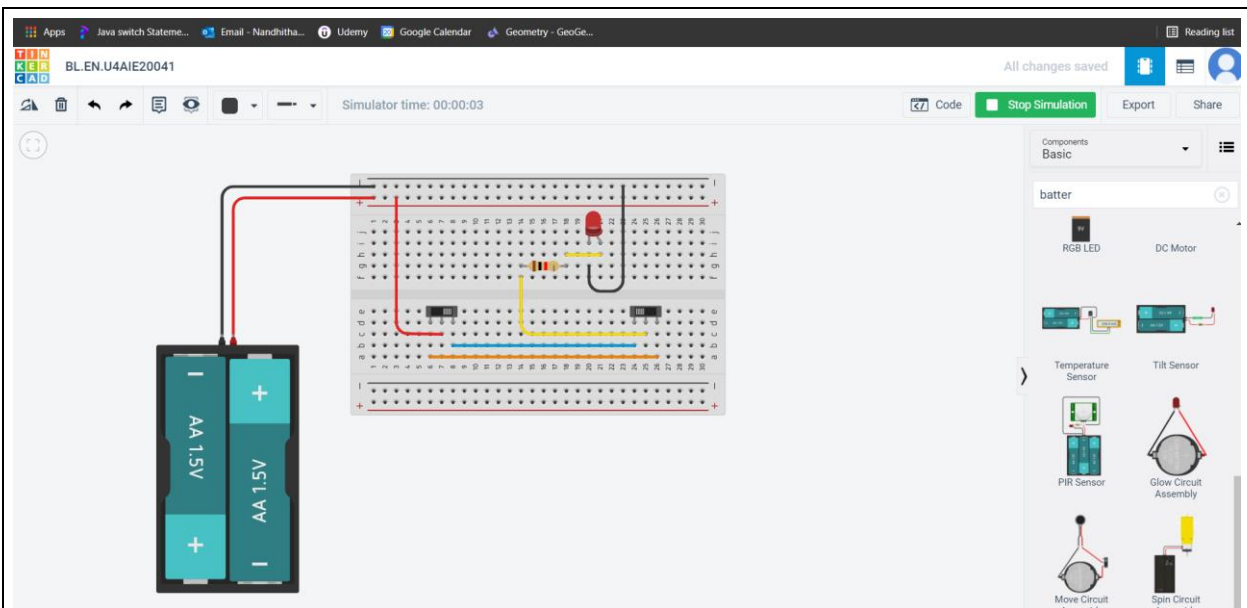 Apps Java switch Stateme... Email - Nandhitha... Udemy Google Calendar Geometry - GeoGe... Reading list
TIN
KER
CAD
BL.EN.U4AIE20041 All changes saved
Simulator time: 00:00:03 Code Stop Simulation Export Share
Components
Basic
batter
RGB LED DC Motor
Temperature Sensor Tilt Sensor
PIR Sensor Glow Circuit Assembly
Move Circuit Spin Circuit
AA 1.5V
AA 1.5V